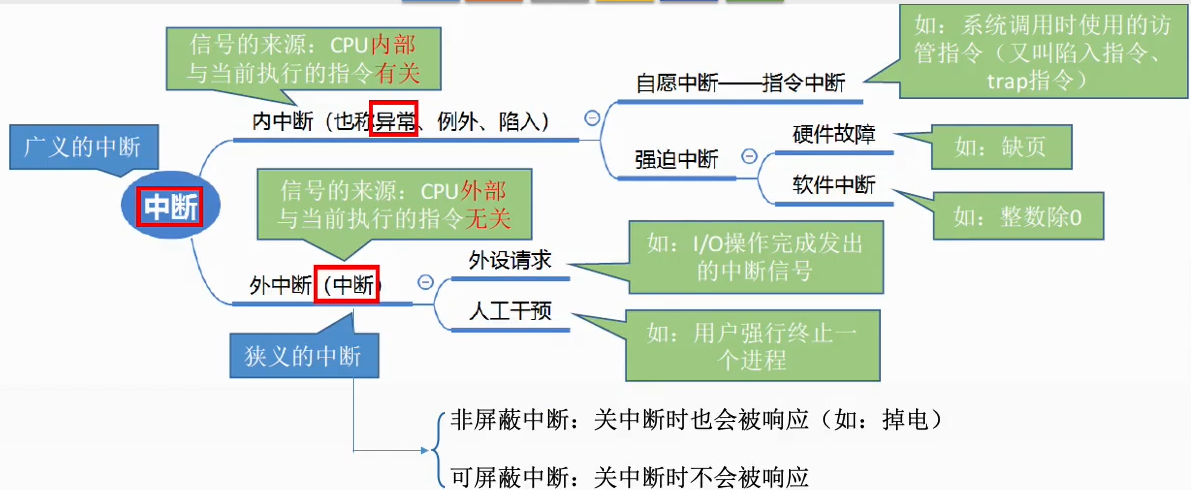 信号的来源：CPU内部
与当前执行的指令有关
如：系统调用时使用的访
管指令（又叫陷入指令、
trap指令）
自愿中断——指令中断
内中断（也称异常、例外、陷入）
广义的中断
硬件故障
如：缺页
强迫中断
软件中断
如：整数除0
中断
信号的来源：CPU外部
与当前执行的指令无关
外设请求
如：I/O操作完成发出
的中断信号
外中断（中断）
人工干预
如：用户强行终止一
个进程
狭义的中断
非屏蔽中断：关中断时也会被响应（如：掉电）
可屏蔽中断：关中断时不会被响应